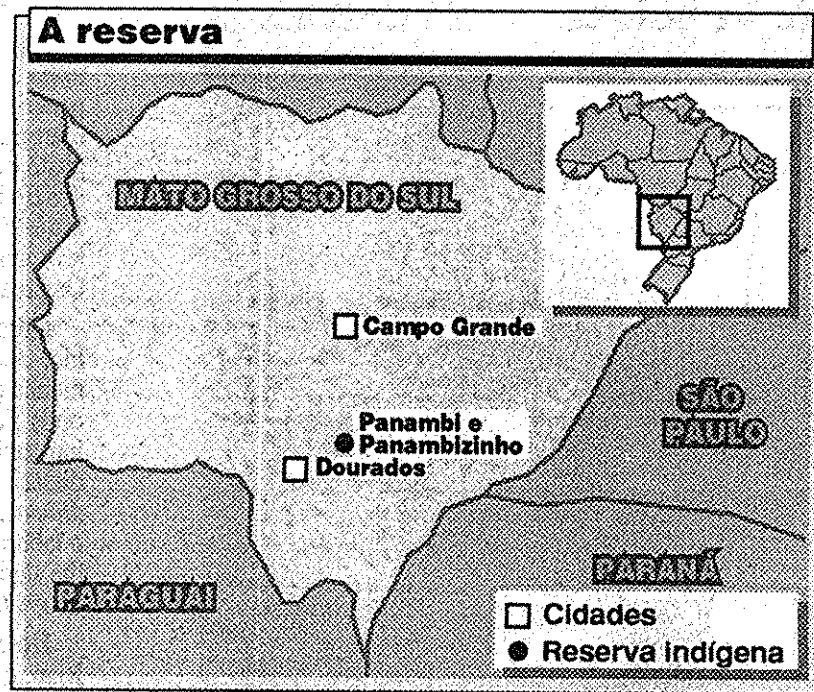 A reserva
MATO GROSSO DO SUL
Campo Grande
Panambi e
Panambizinho
Dourados
SÃO
PAULO
PARAGUAI
PARANÁ
Cidades
Reserva indígena